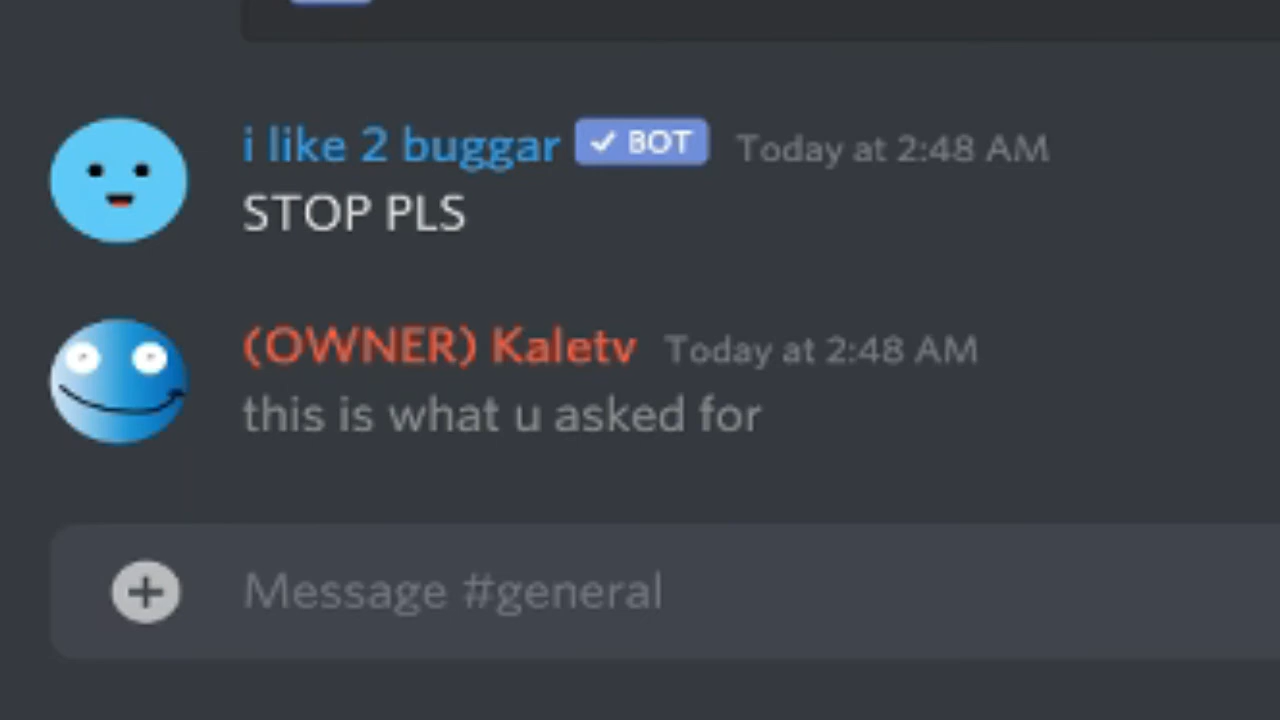 i like 2 buggar ✓ BOT Today at 2:48 AM
STOP PLS
(OWNER) Kaletv Today at 2:48 AM
this is what u asked for
Message #general